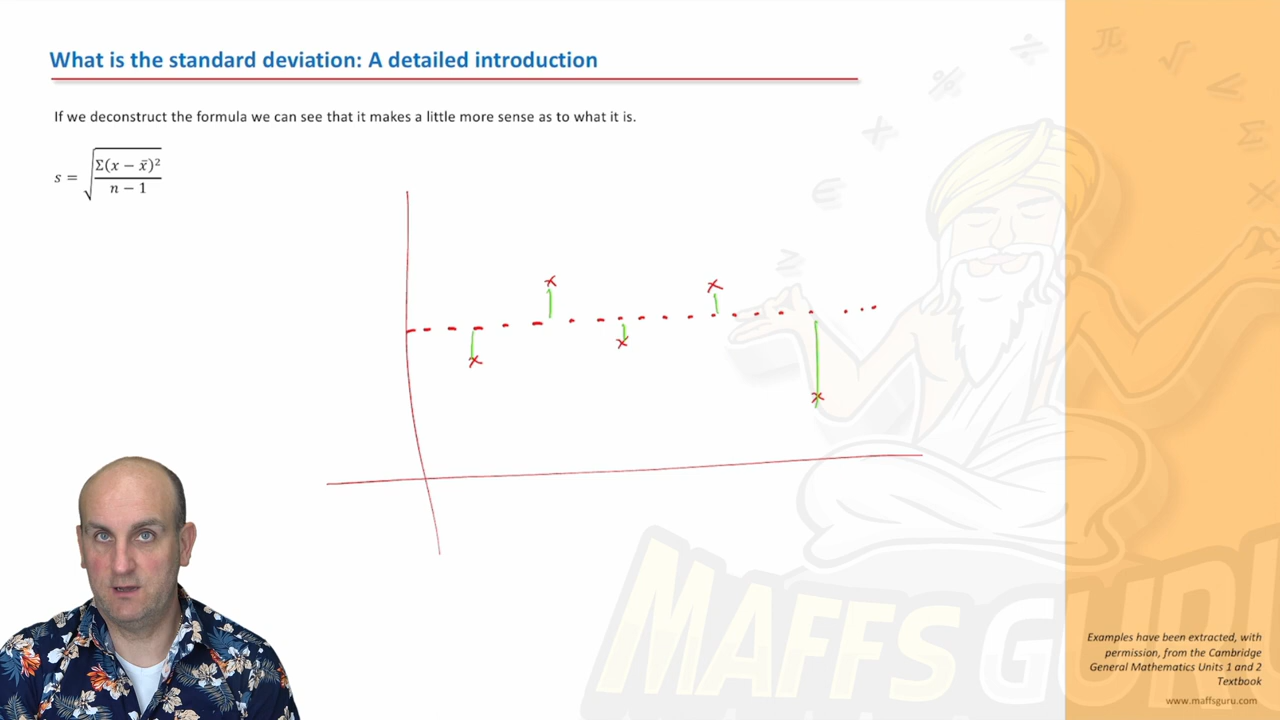 What is the standard deviation: A detailed introduction
If we deconstruct the formula we can see that it makes a little more sense as to what it is.
s = √(Σ(x − x̄)² / (n − 1))
MAFFS GURU
Examples have been extracted, with
permission, from the Cambridge
General Mathematics Units 1 and 2
Textbook
www.maffsguru.com